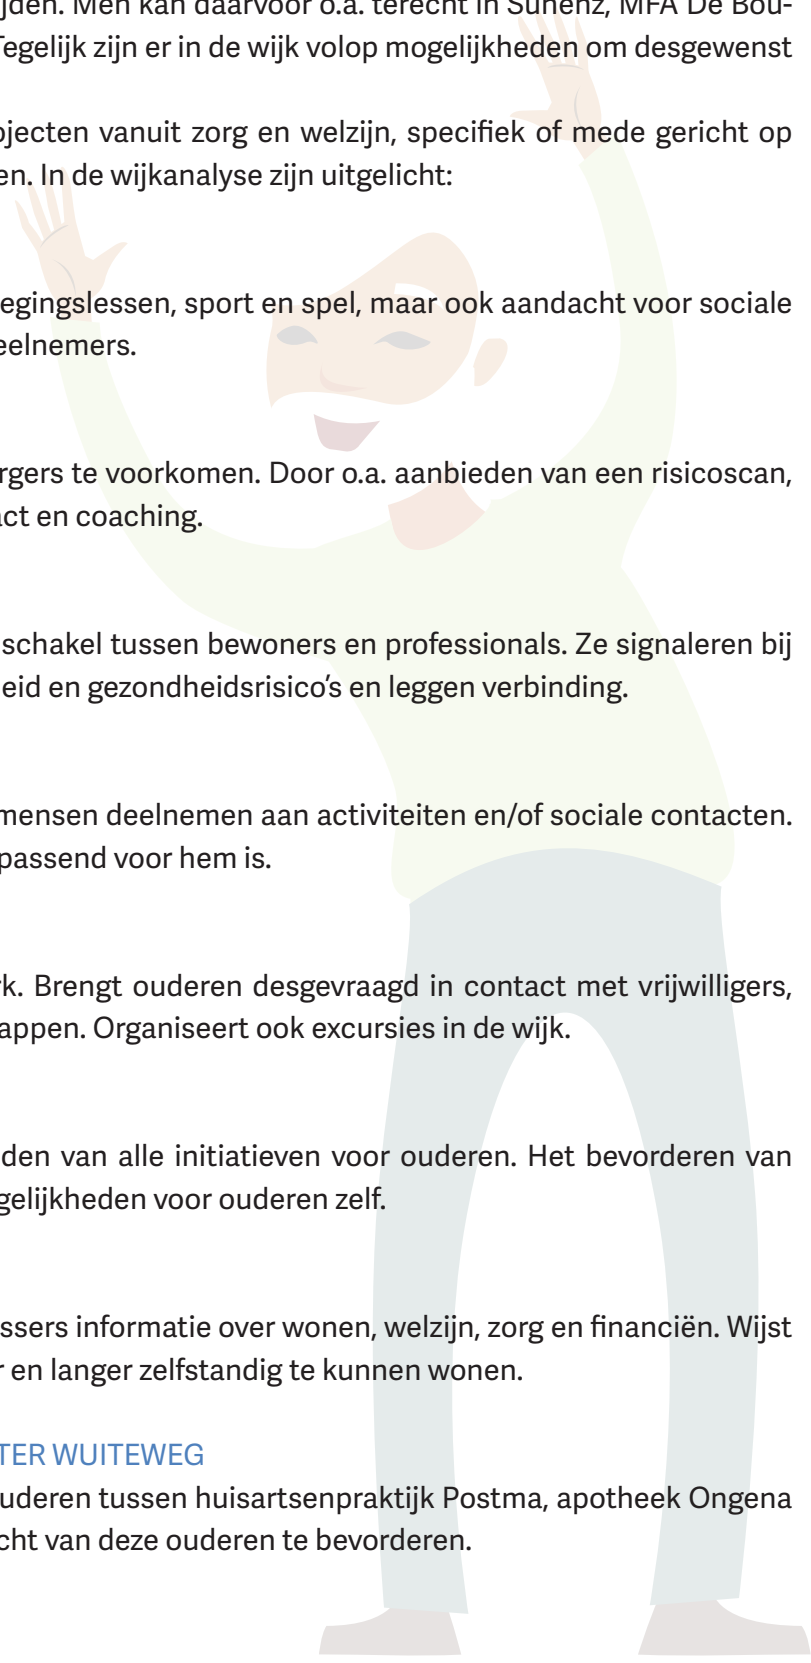 jden. Men kan daarvoor o.a. terecht in Sunenz, MFA De Bou-
Tegelijk zijn er in de wijk volop mogelijkheden om desgewenst
ojecten vanuit zorg en welzijn, specifiek of mede gericht op
en. In de wijkanalyse zijn uitgelicht:
egingslessen, sport en spel, maar ook aandacht voor sociale
eelnemers.
rgers te voorkomen. Door o.a. aanbieden van een risicoscan,
act en coaching.
schakel tussen bewoners en professionals. Ze signaleren bij
eid en gezondheidsrisico's en leggen verbinding.
mensen deelnemen aan activiteiten en/of sociale contacten.
passend voor hem is.
rk. Brengt ouderen desgevraagd in contact met vrijwilligers,
appen. Organiseert ook excursies in de wijk.
den van alle initiatieven voor ouderen. Het bevorderen van
gelijkheden voor ouderen zelf.
ssers informatie over wonen, welzijn, zorg en financiën. Wijst
r en langer zelfstandig te kunnen wonen.
TER WUITEWEG
uderen tussen huisartsenpraktijk Postma, apotheek Ongena
cht van deze ouderen te bevorderen.